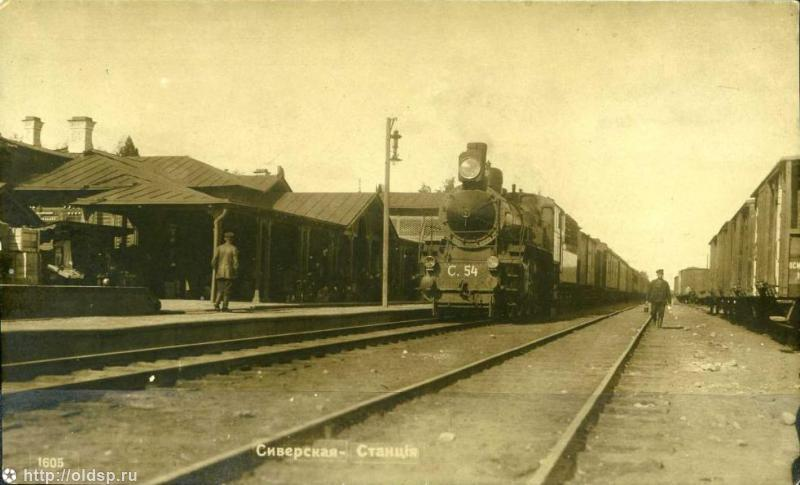 С. 54
1605
Сиверская- Станція
http://oldsp.ru